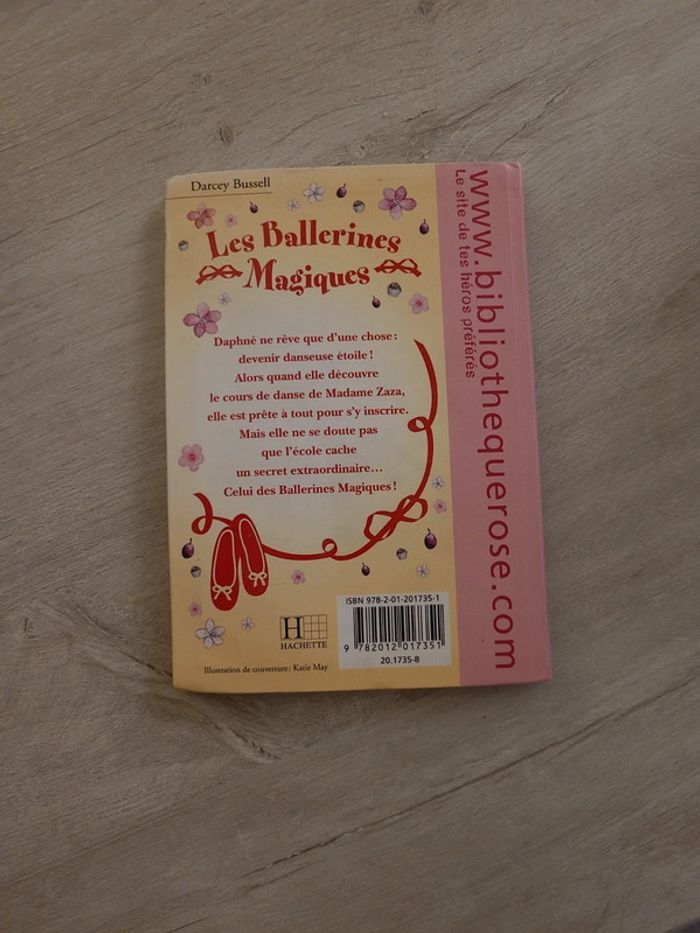 Darcey Bussell
Les Ballerines
Magiques
Daphné ne rêve que d'une chose :
devenir danseuse étoile !
Alors quand elle découvre
le cours de danse de Madame Zaza,
elle est prête à tout pour s'y inscrire.
Mais elle ne se doute pas
que l'école cache
un secret extraordinaire...
Celui des Ballerines Magiques !
ISBN 978-2-01-201735-1
9 782012 017351
20.1735-8
H
HACHETTE
Illustration de couverture : Katie May
www.bibliothequerose.com
Le site de tes héros préférés